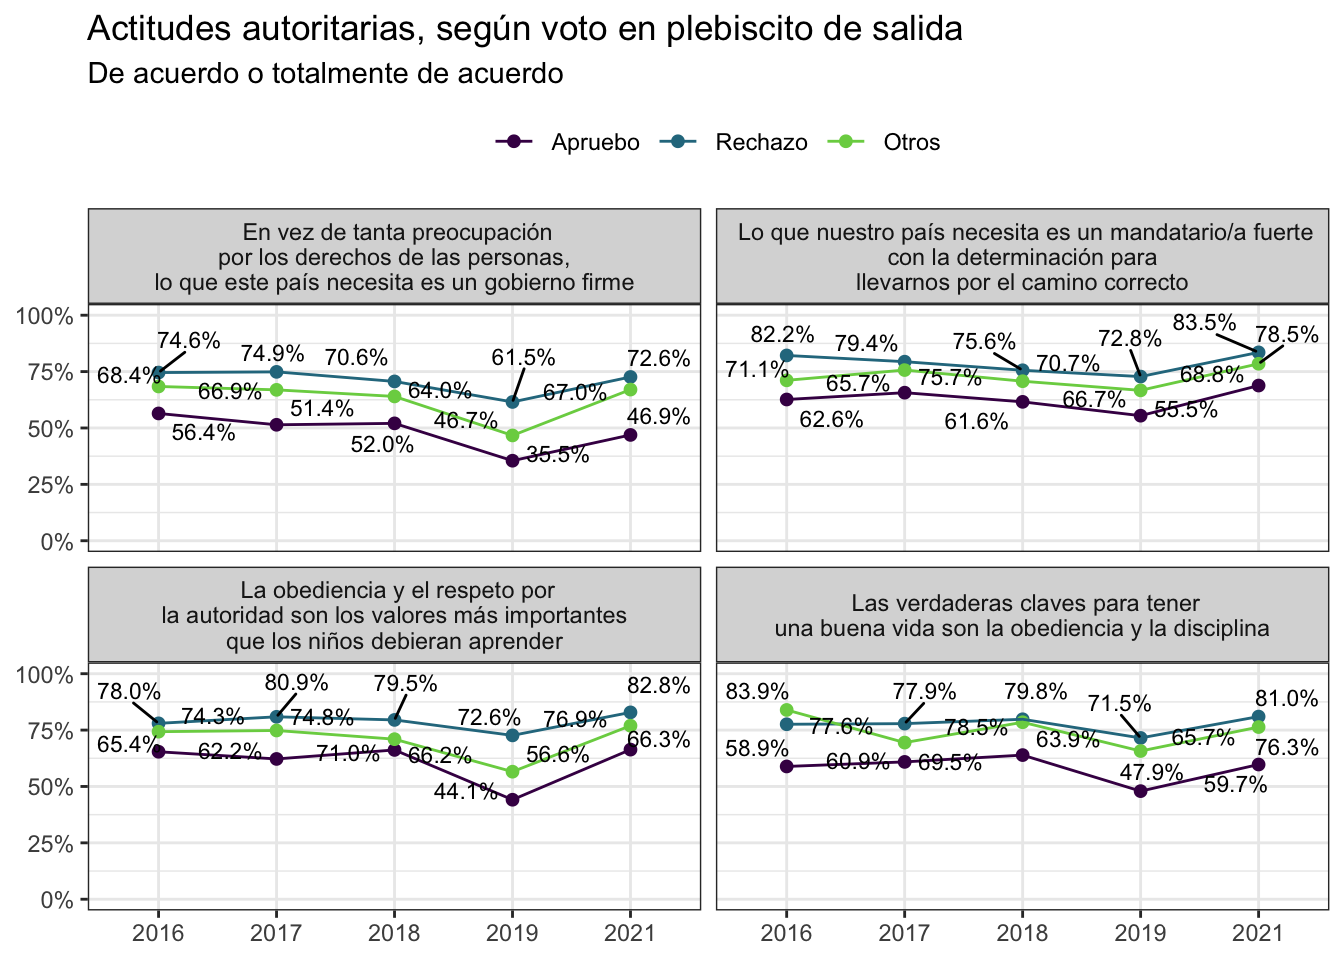 Actitudes autoritarias, según voto en plebiscito de salida
De acuerdo o totalmente de acuerdo
Apruebo Rechazo Otros
En vez de tanta preocupación
por los derechos de las personas,
lo que este país necesita es un gobierno firme
100%
75%
50%
25%
0%
74.6% 74.9% 70.6% 61.5% 72.6%
68.4% 66.9% 64.0% 46.7% 67.0%
56.4% 51.4% 52.0% 35.5% 46.9%
Lo que nuestro país necesita es un mandatario/a fuerte
con la determinación para
llevarnos por el camino correcto
82.2% 79.4% 75.6% 72.8% 83.5%
71.1% 75.7% 70.7% 66.7% 78.5%
62.6% 65.7% 61.6% 55.5% 68.8%
La obediencia y el respeto por
la autoridad son los valores más importantes
que los niños debieran aprender
100%
75%
50%
25%
0%
78.0% 80.9% 79.5% 72.6% 82.8%
74.3% 74.8% 71.0% 56.6% 76.9%
65.4% 62.2% 66.2% 44.1% 66.3%
2016 2017 2018 2019 2021
Las verdaderas claves para tener
una buena vida son la obediencia y la disciplina
83.9% 77.9% 79.8% 71.5% 81.0%
77.6% 69.5% 78.5% 65.7% 76.3%
58.9% 60.9% 63.9% 47.9% 59.7%
2016 2017 2018 2019 2021